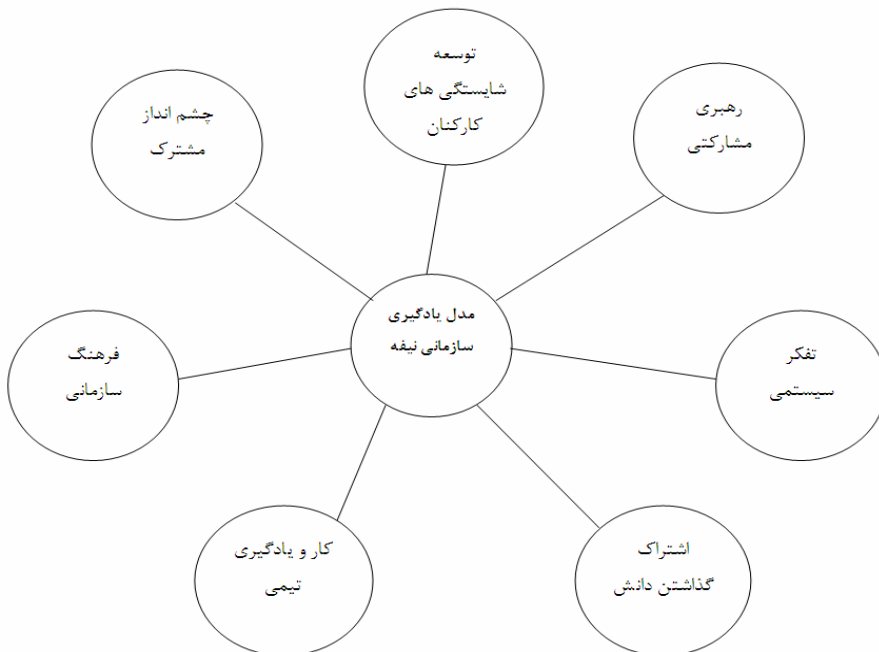 توسعه
شایستگی های
کارکنان
رهبری
مشارکتی
چشم انداز
مشترک
مدل یادگیری
سازمانی نیفه
تفکر
سیستمی
فرهنگ
سازمانی
اشتراک
گذاشتن دانش
کار و یادگیری
تیمی